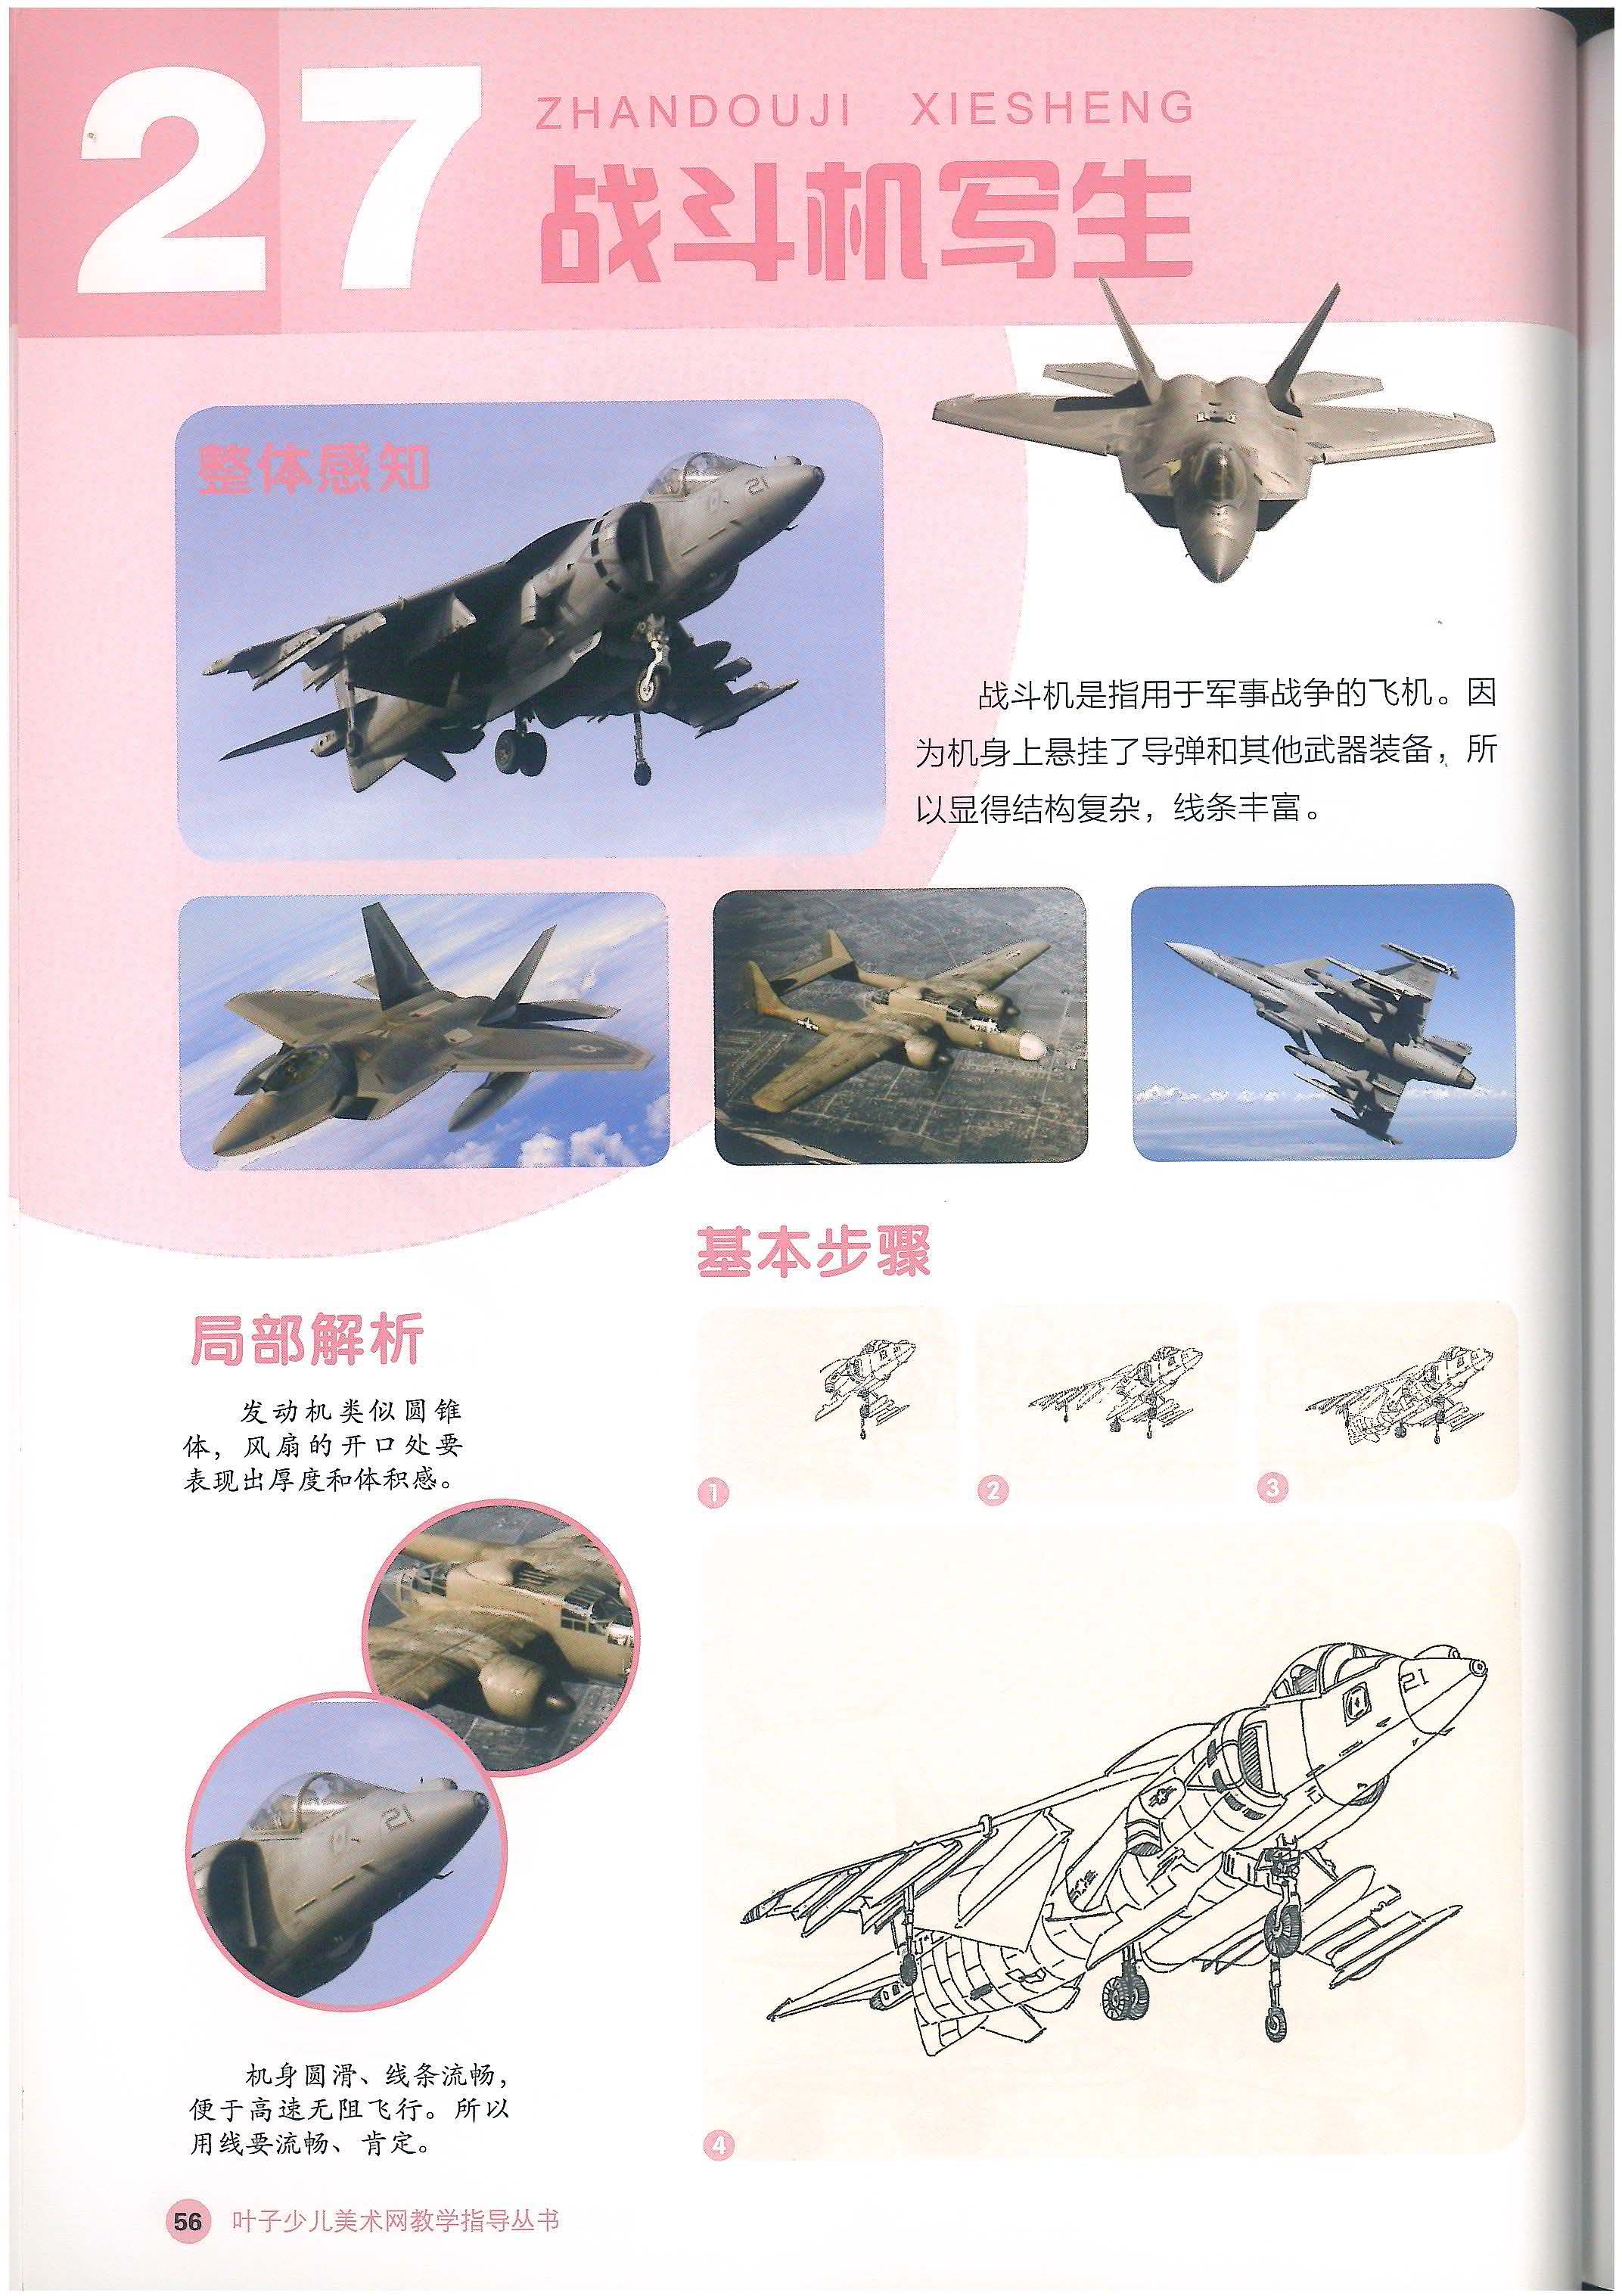 27
ZHANDOUJI XIESHENG
战斗机写生
整体感知
21
战斗机是指用于军事战争的飞机。因
为机身上悬挂了导弹和其他武器装备，所
以显得结构复杂，线条丰富。
基本步骤
局部解析
发动机类似圆锥
体，风扇的开口处要
表现出厚度和体积感。
1
2
3
21
21
机身圆滑、线条流畅，
便于高速无阻飞行。所以
用线要流畅、肯定。
4
56 叶子少儿美术网教学指导丛书